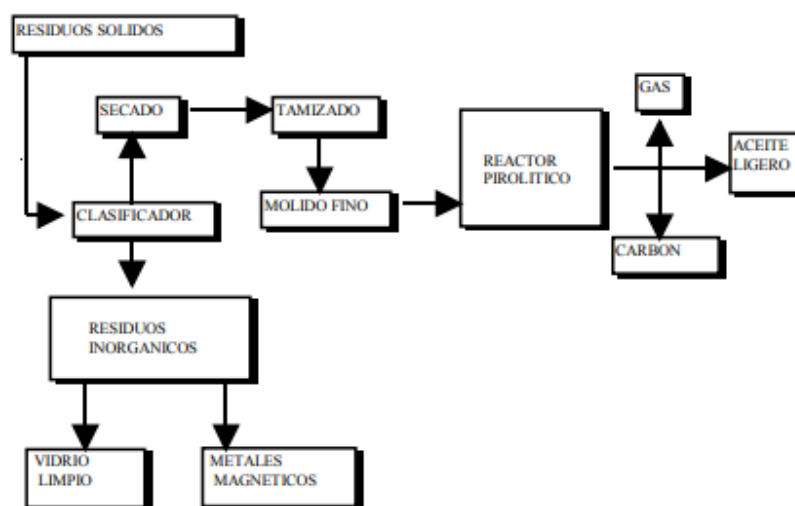 RESIDUOS SOLIDOS
GAS
SECADO
TAMIZADO
ACEITE
LIGERO
REACTOR
PIROLITICO
MOLIDO FINO
CLASIFICADOR
CARBON
RESIDUOS
INORGANICOS
VIDRIO
LIMPIO
METALES
MAGNETICOS